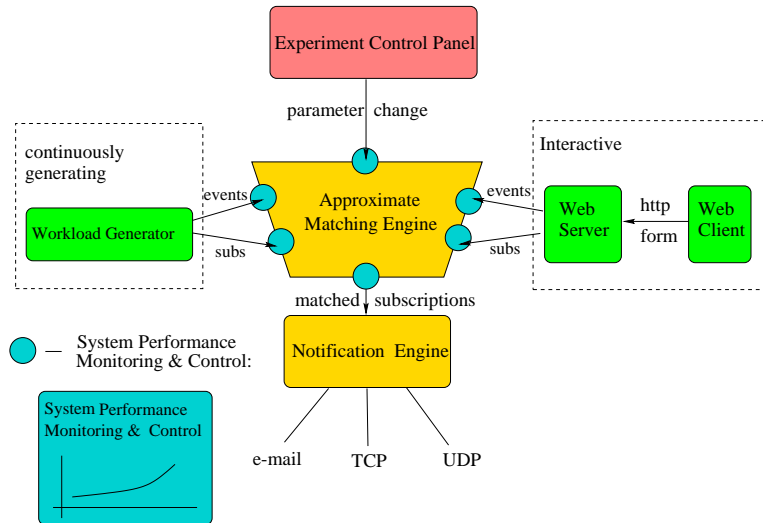 Experiment Control Panel
parameter change
continuously
generating
Interactive
events
Approximate
Matching Engine
events
Workload Generator
subs
subs
Web
Server
http
form
Web
Client
matched subscriptions
System Performance
Monitoring & Control:
Notification Engine
System Performance
Monitoring & Control
e-mail
TCP
UDP